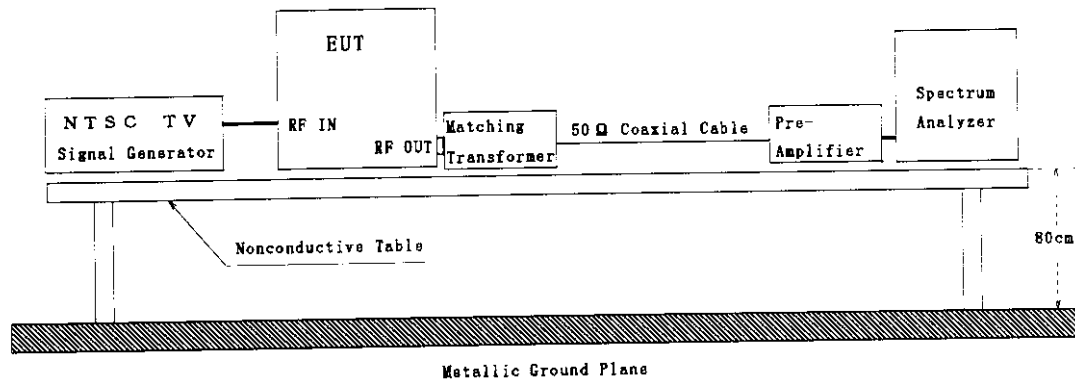 EUT
NTSC TV
Signal Generator
RF IN
RF OUT
Matching
Transformer
50Ω Coaxial Cable
Pre-
Amplifier
Spectrum
Analyzer
Nonconductive Table
80cm
Metallic Ground Plane